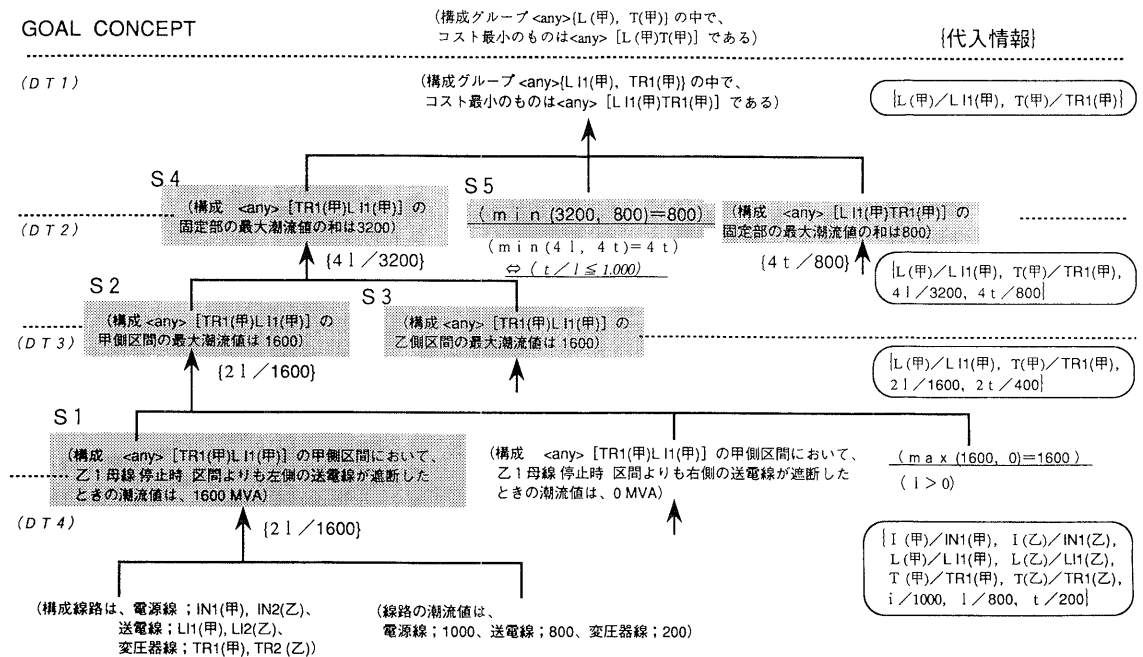 GOAL CONCEPT
(構成グループ <any>{L (甲), T(甲)} の中で、
コスト最小のものは<any> [L (甲)T(甲)] である)
{代入情報}
(DT1)
(構成グループ <any>{L I1(甲), TR1(甲)} の中で、
コスト最小のものは<any> [L I1(甲)TR1(甲)] である)
{L (甲)／L I1(甲), T(甲)／TR1(甲)}
S4
(構成 <any> [TR1(甲)L I1(甲)] の
固定部の最大潮流値の和は3200)
S5
(min (3200, 800)=800)
(min (4 l, 4 t)=4 t)
⇔ ( t／l ≦ 1.000)
(構成 <any> [L I1(甲)TR1(甲)] の
固定部の最大潮流値の和は800)
(DT2)
{4 l／3200}
{4 t／800}
{L (甲)／L I1(甲), T(甲)／TR1(甲),
4 l／3200, 4 t／800}
S2
(構成 <any> [TR1(甲)L I1(甲)] の
甲側区間の最大潮流値は 1600)
S3
(構成 <any> [TR1(甲)L I1(甲)] の
乙側区間の最大潮流値は 1600)
(DT3)
{2 l／1600}
{L (甲)／L I1(甲), T(甲)／TR1(甲),
2 l／1600, 2 t／400}
S1
(構成 <any> [TR1(甲)L I1(甲)] の甲側区間において、
乙1母線 停止時 区間よりも左側の送電線が遮断した
ときの潮流値は、1600 MVA)
(構成 <any> [TR1(甲)L I1(甲)] の甲側区間において、
乙1母線 停止時 区間よりも右側の送電線が遮断した
ときの潮流値は、0 MVA)
(max (1600, 0)=1600 )
( l > 0)
(DT4)
{2 l／1600}
{I (甲)／IN1(甲), I (乙)／IN1(乙),
L (甲)／L I1(甲), L(乙)／LI1(乙),
T (甲)／TR1(甲), T(乙)／TR1(乙),
i／1000, l／800, t／200}
(構成線路は、電源線；IN1(甲), IN2(乙)、
送電線；LI1(甲), LI2(乙)、
変圧器線；TR1(甲), TR2 (乙))
(線路の潮流値は、
電源線；1000、送電線；800、変圧器線；200)